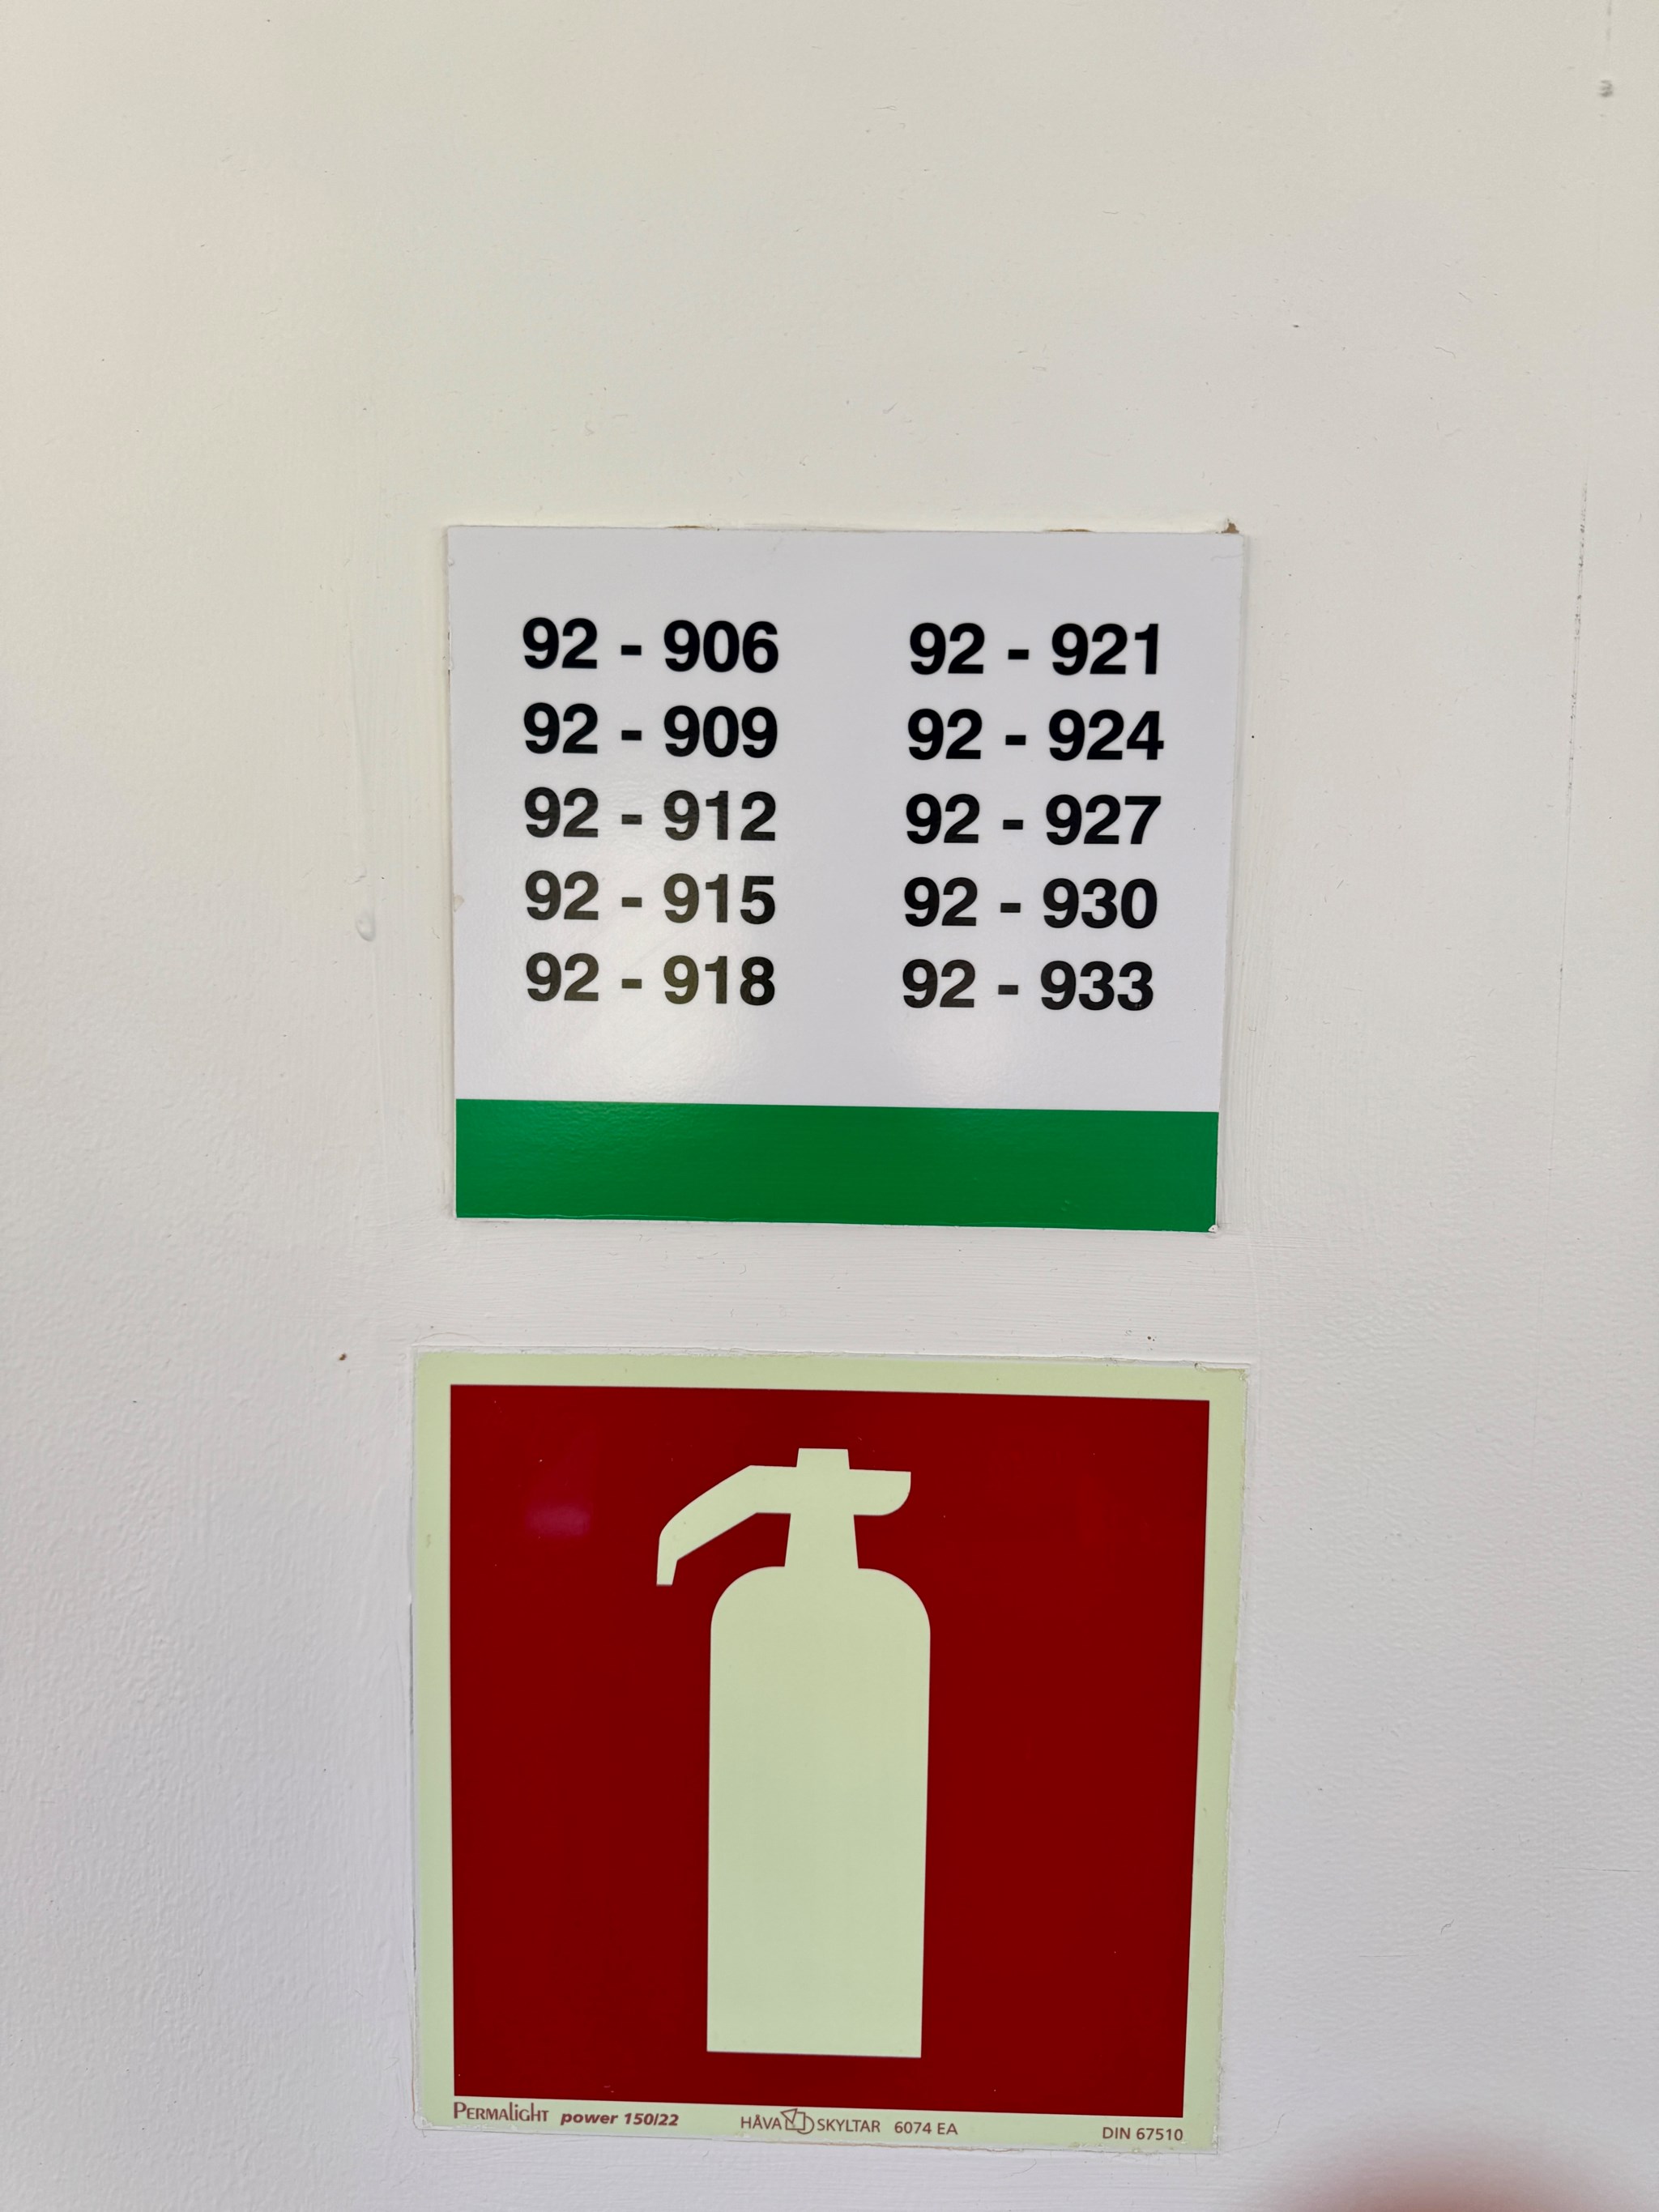 92 - 906
92 - 909
92 - 912
92 - 915
92 - 918
92 - 921
92 - 924
92 - 927
92 - 930
92 - 933
PERMALIGHT power 150/22
HÅVA SKYLTAR 6074 EA
DIN 67510